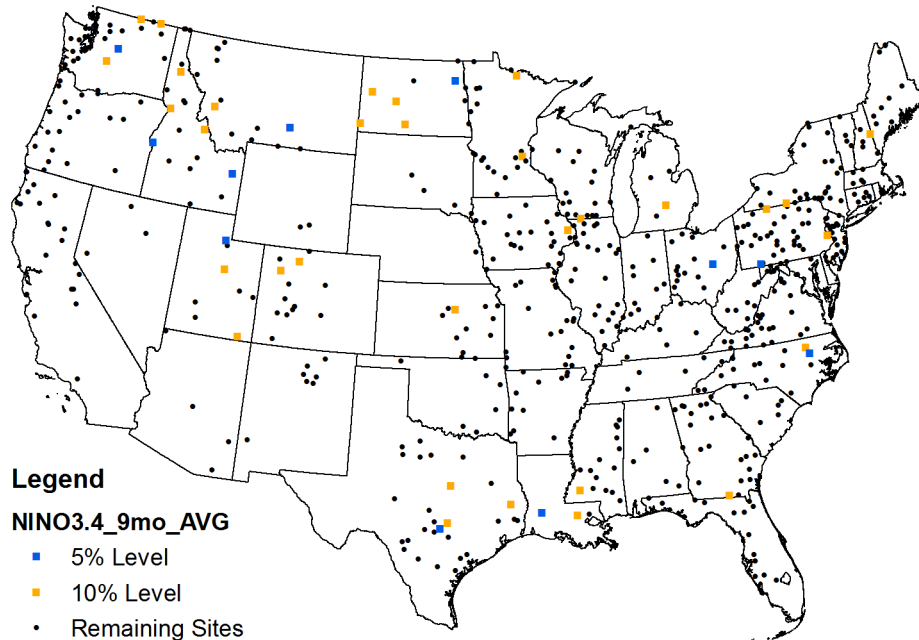 Legend
NINO3.4_9mo_AVG
5% Level
10% Level
Remaining Sites